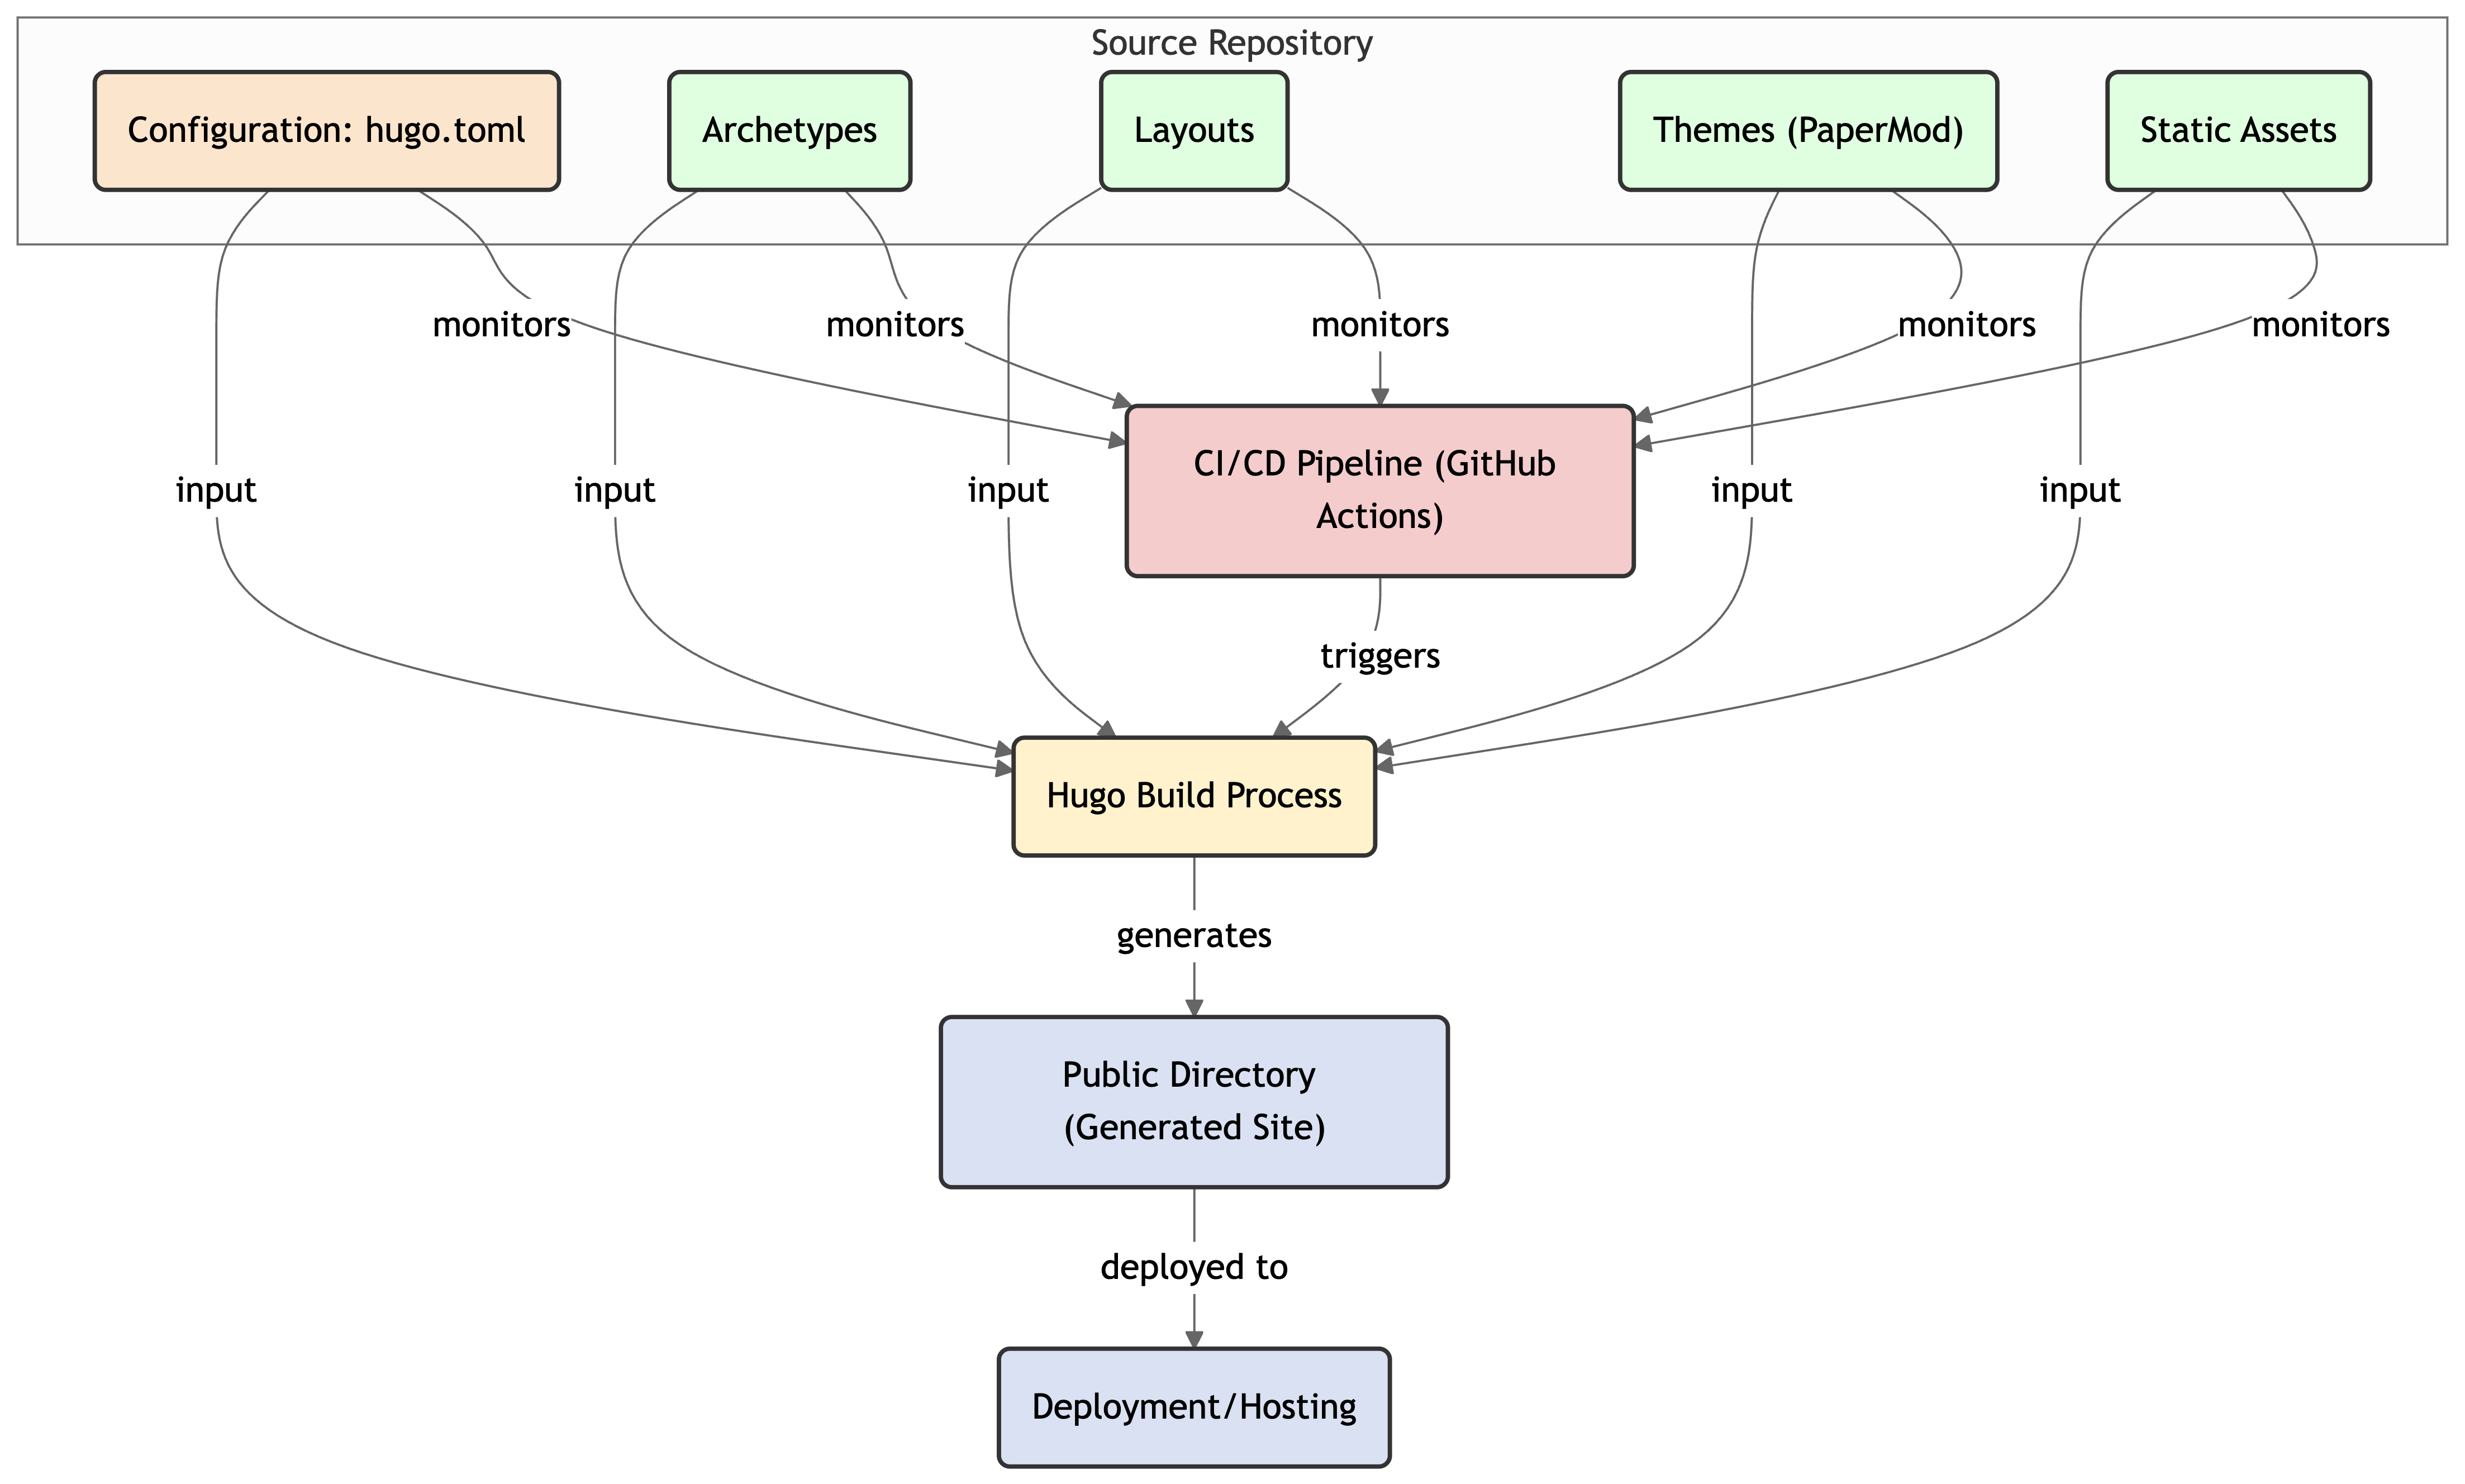 Source Repository
Configuration: hugo.toml
Archetypes
Layouts
Themes (PaperMod)
Static Assets
monitors
monitors
monitors
monitors
monitors
input
input
input
CI/CD Pipeline (GitHub
Actions)
input
input
triggers
Hugo Build Process
generates
Public Directory
(Generated Site)
deployed to
Deployment/Hosting